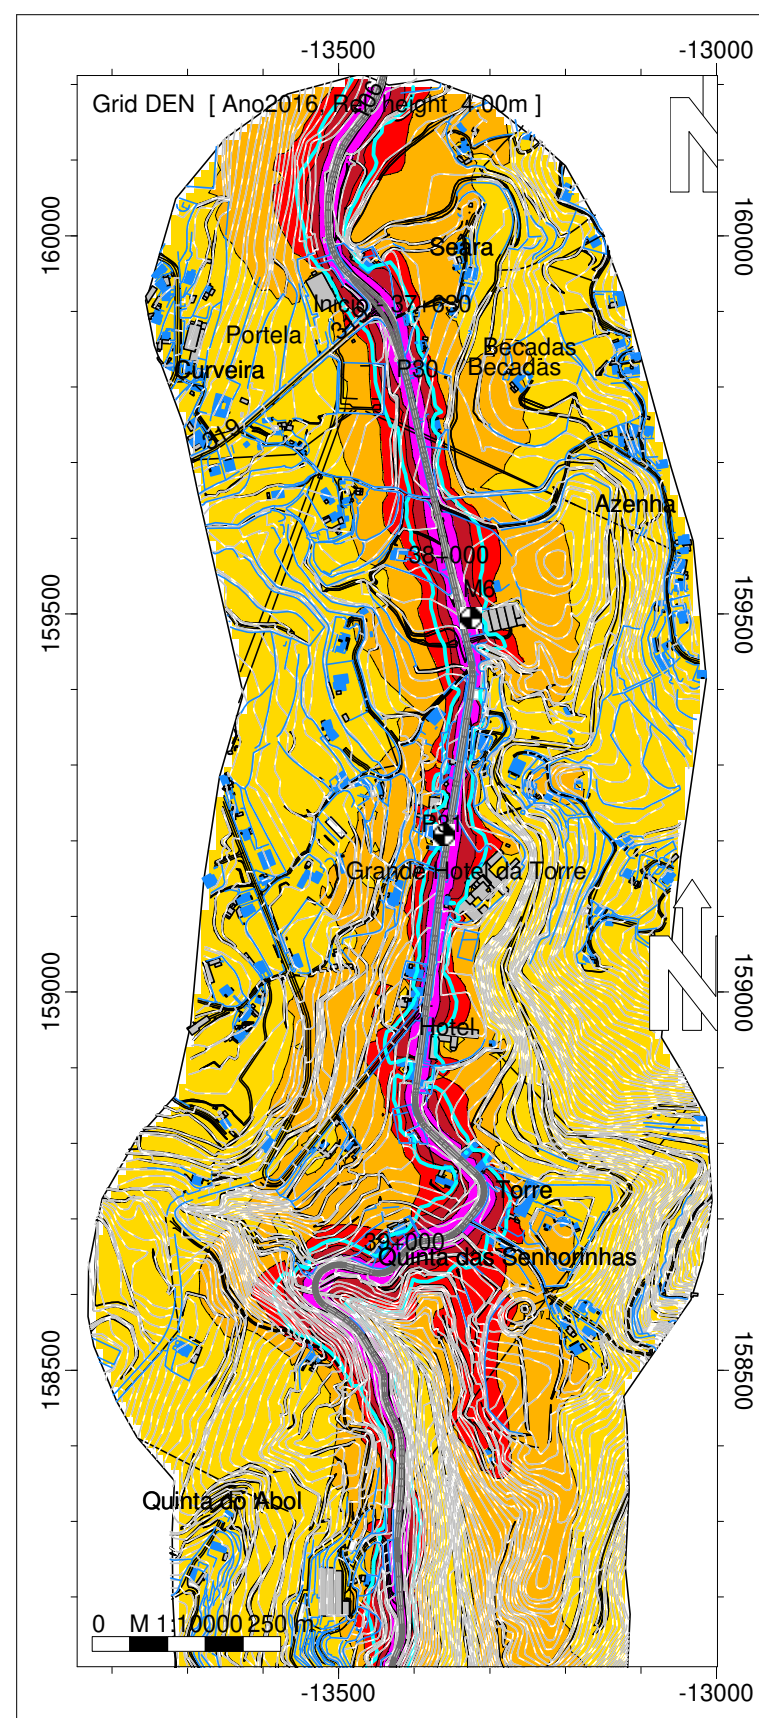 -13500 -13000
Grid DEN [ Ano2016, Rel. height 4.00m ]
N
160000 160000
Seara
Inicio - 37+630
Portela
Becadas
P30
Becadas
Curveira
319
Azenha
38+000
M6
159500 159500
P31
Grande Hotel da Torre
N
159000 159000
Hotel
Torre
39+000
Quinta das Senhorinhas
158500 158500
Quinta do Abol
0 M 1:10000 250 m
-13500 -13000